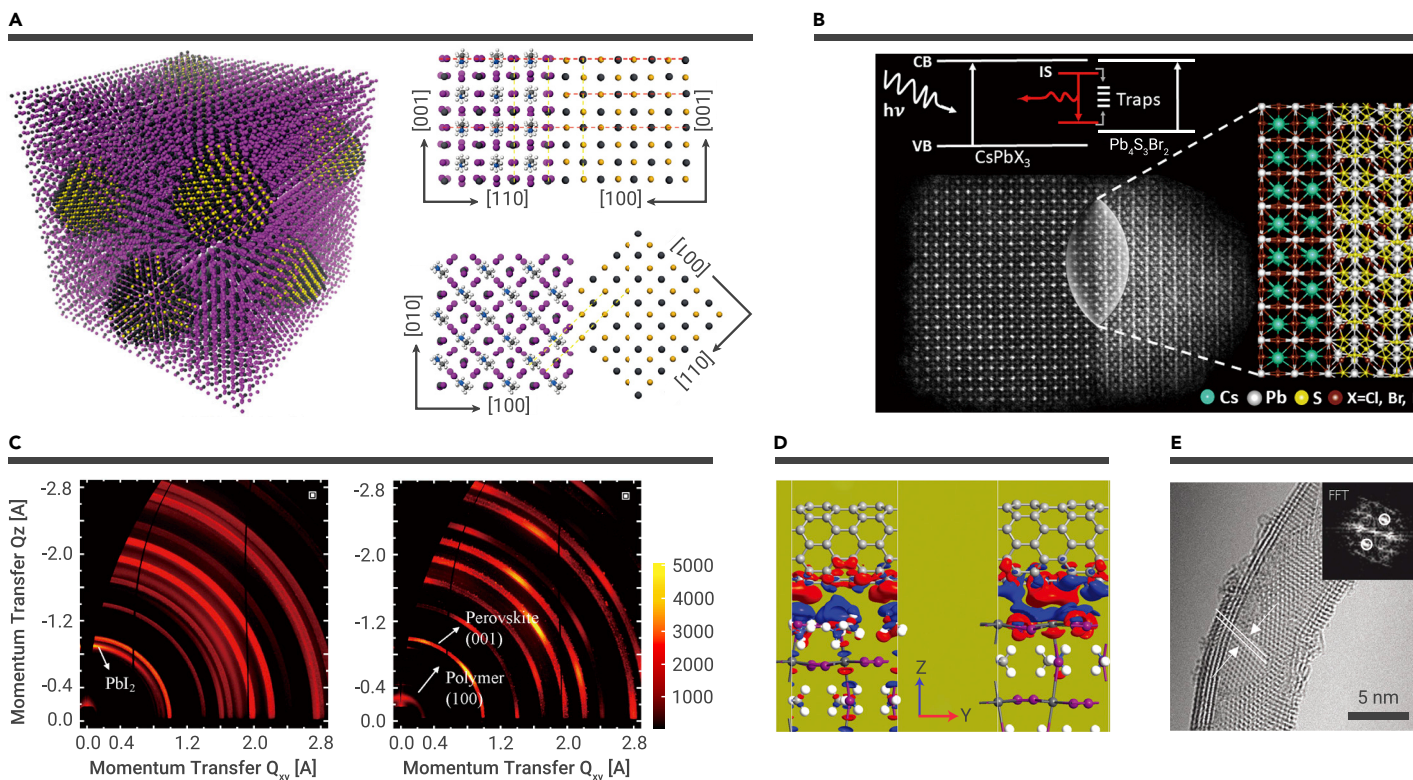 A
[001]
[110]
[001]
[100]
[010]
[100]
[100]
[110]
B
CB
hν
VB
CsPbX₃
IS
Traps
Pb₄S₃Br₂
Cs Pb S X=Cl, Br,
C
Momentum Transfer Qz [A]
-2.8
-2.0
-1.2
-0.4
0.0
PbI₂
0.0 0.4 1.2 2.0 2.8
Momentum Transfer Qxy [A]
-2.8
-2.0
-1.2
-0.4
0.0
Perovskite
(001)
Polymer
(100)
0.0 0.4 1.2 2.0 2.8
Momentum Transfer Qxy [A]
5000
4000
3000
2000
1000
D
Z
Y
E
FFT
5 nm